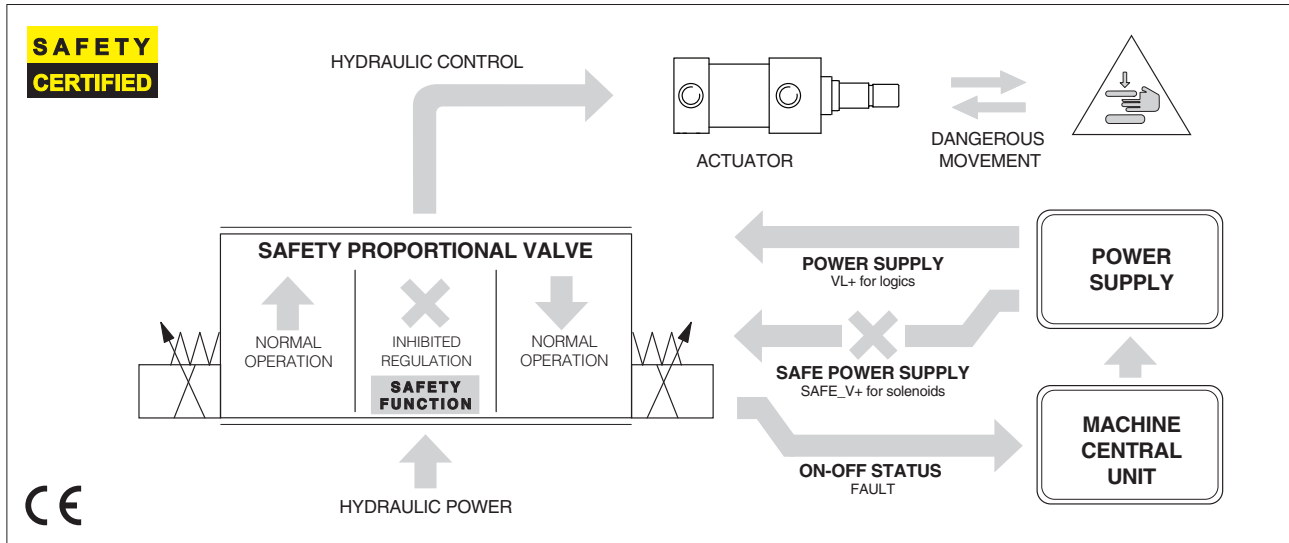 SAFETY
CERTIFIED
HYDRAULIC CONTROL
ACTUATOR
DANGEROUS
MOVEMENT
SAFETY PROPORTIONAL VALVE
NORMAL
OPERATION
INHIBITED
REGULATION
SAFETY
FUNCTION
NORMAL
OPERATION
POWER SUPPLY
VL+ for logics
POWER
SUPPLY
SAFE POWER SUPPLY
SAFE_V+ for solenoids
ON-OFF STATUS
FAULT
MACHINE
CENTRAL
UNIT
HYDRAULIC POWER
CE